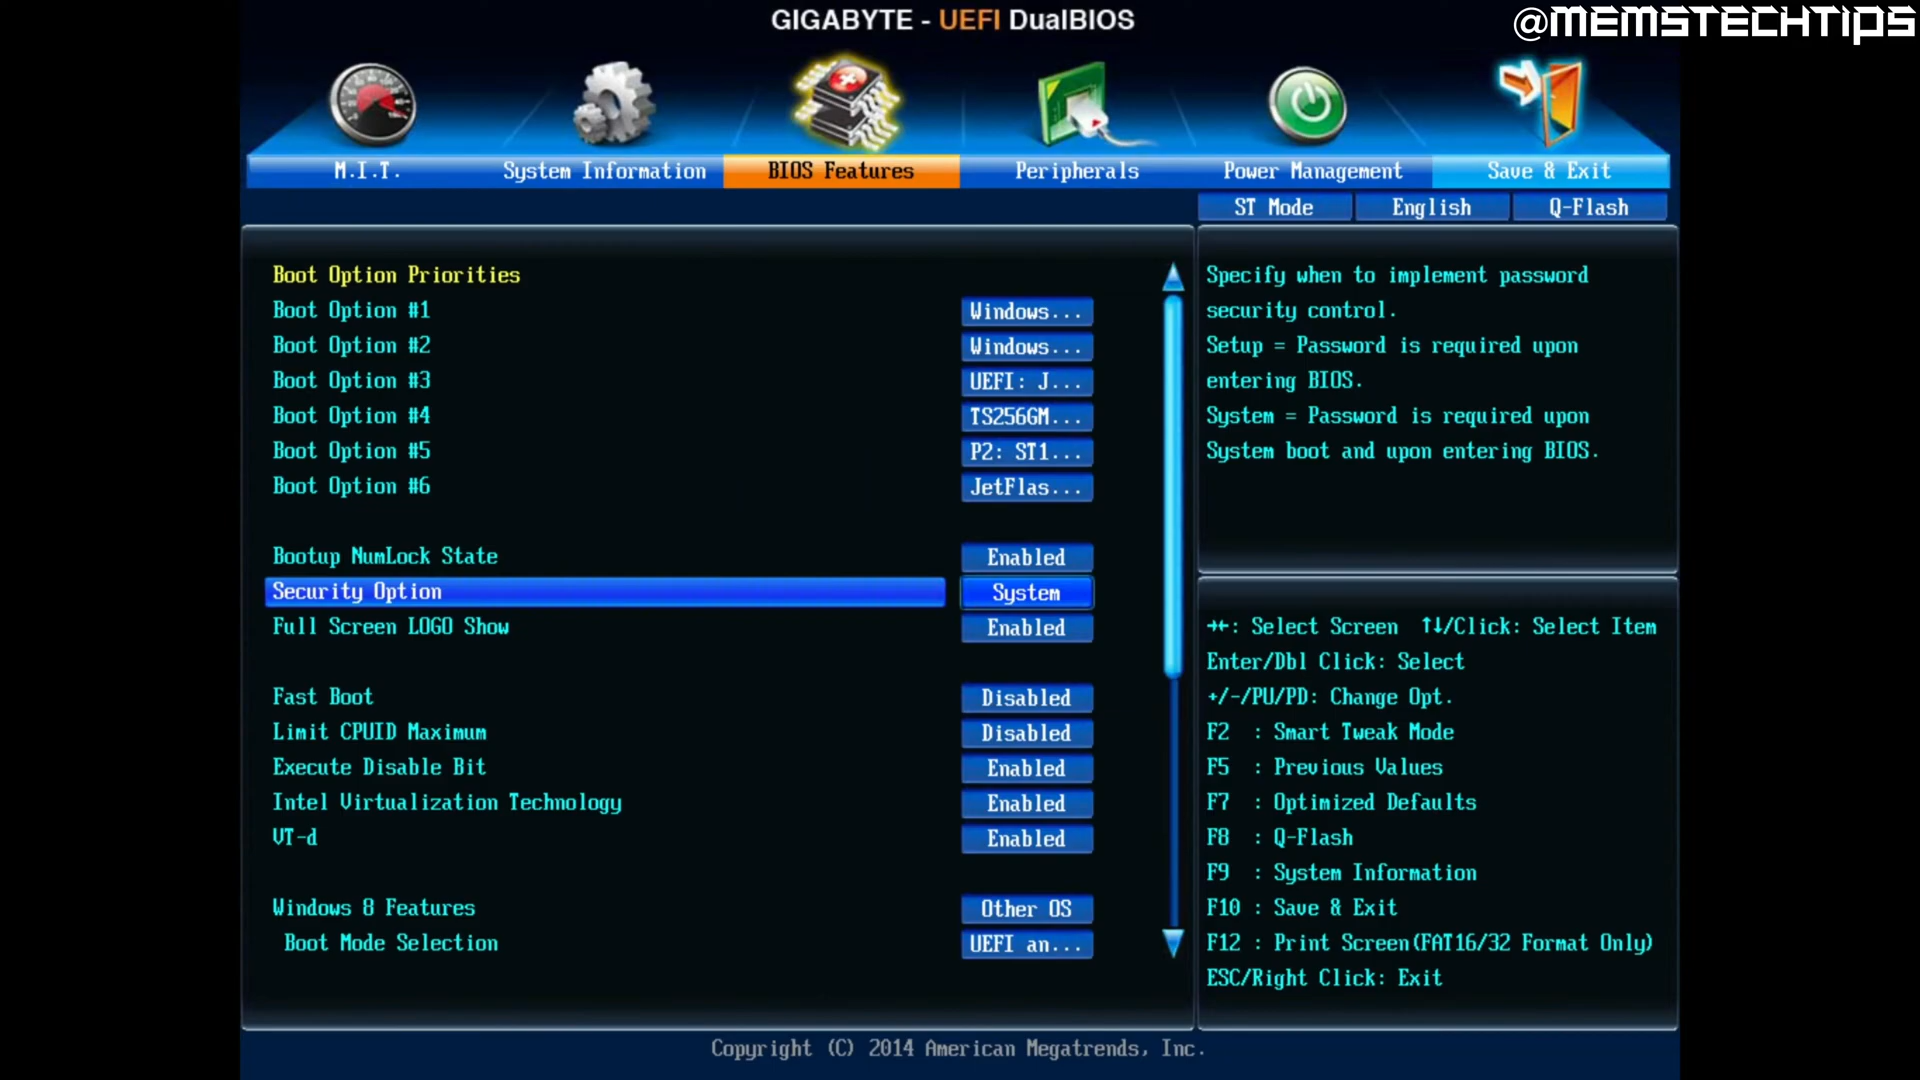 GIGABYTE - UEFI DualBIOS
@MEMSTECHTIPS
M.I.T.
System Information
BIOS Features
Peripherals
Power Management
Save & Exit
ST Mode
English
Q-Flash
Boot Option Priorities
Boot Option #1 Windows...
Boot Option #2 Windows...
Boot Option #3 UEFI: J...
Boot Option #4 TS256GM...
Boot Option #5 P2: ST1...
Boot Option #6 JetFlas...
Bootup NumLock State Enabled
Security Option System
Full Screen LOGO Show Enabled
Fast Boot Disabled
Limit CPUID Maximum Disabled
Execute Disable Bit Enabled
Intel Virtualization Technology Enabled
VT-d Enabled
Windows 8 Features Other OS
Boot Mode Selection UEFI an...
Specify when to implement password
security control.
Setup = Password is required upon
entering BIOS.
System = Password is required upon
System boot and upon entering BIOS.
→←: Select Screen ↑↓/Click: Select Item
Enter/Dbl Click: Select
+/-/PU/PD: Change Opt.
F2 : Smart Tweak Mode
F5 : Previous Values
F7 : Optimized Defaults
F8 : Q-Flash
F9 : System Information
F10 : Save & Exit
F12 : Print Screen(FAT16/32 Format Only)
ESC/Right Click: Exit
Copyright (C) 2014 American Megatrends, Inc.